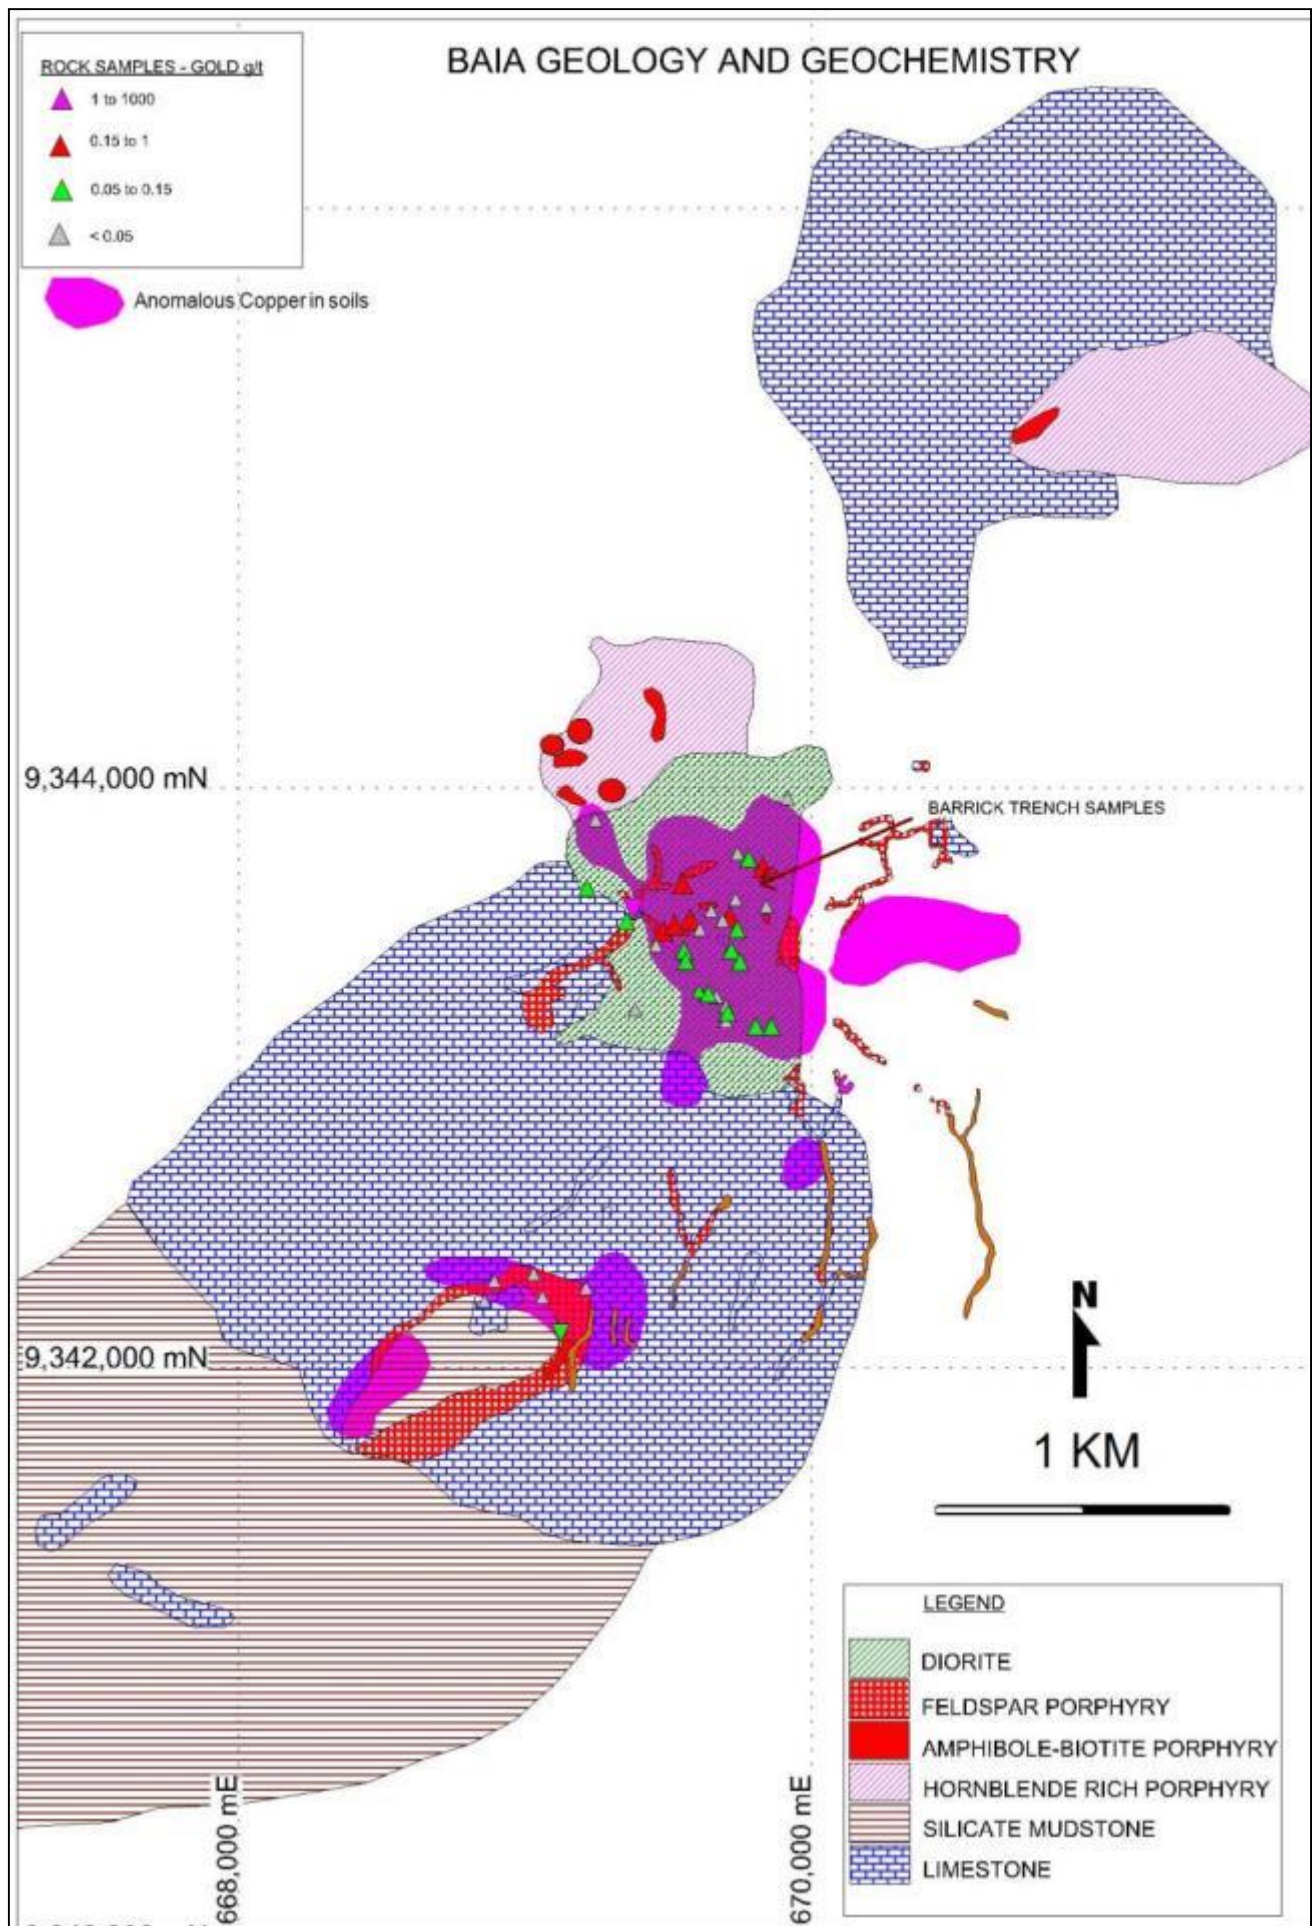 BAIA GEOLOGY AND GEOCHEMISTRY
ROCK SAMPLES - GOLD g/t
1 to 1000
0.15 to 1
0.05 to 0.15
< 0.05
Anomalous Copper in soils
9,344,000 mN
BARRICK TRENCH SAMPLES
9,342,000 mN
N
1 KM
LEGEND
DIORITE
FELDSPAR PORPHYRY
AMPHIBOLE-BIOTITE PORPHYRY
HORNBLENDE RICH PORPHYRY
SILICATE MUDSTONE
LIMESTONE
668,000 mE
670,000 mE